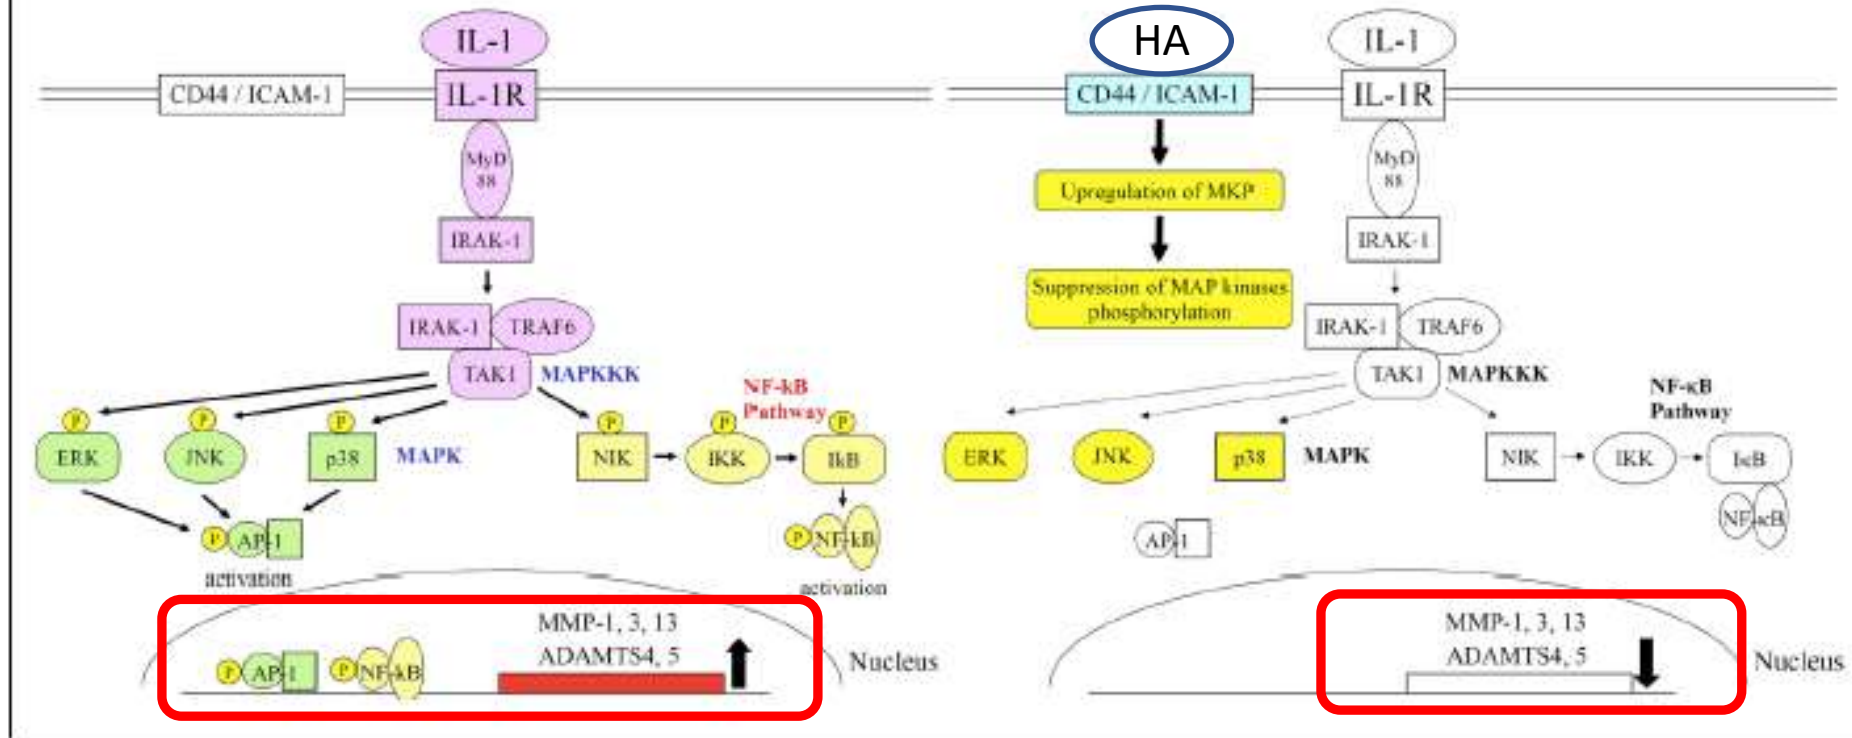 IL-1
CD44 / ICAM-1
IL-1R
MyD
88
IRAK-1
IRAK-1
TRAF6
TAK1
MAPKKK
NF-kB
Pathway
P
P
P
P
P
P
ERK
JNK
p38
MAPK
NIK
IKK
IkB
P
AP-1
activation
P
NF-kB
activation
MMP-1, 3, 13
ADAMTS4, 5
P
AP-1
P
NF-kB
Nucleus
HA
IL-1
CD44 / ICAM-1
IL-1R
Upregulation of MKP
MyD
88
IRAK-1
Suppression of MAP kinases
phosphorylation
IRAK-1
TRAF6
TAK1
MAPKKK
NF-κB
Pathway
ERK
JNK
p38
MAPK
NIK
IKK
IκB
AP-1
NF-κB
MMP-1, 3, 13
ADAMTS4, 5
Nucleus